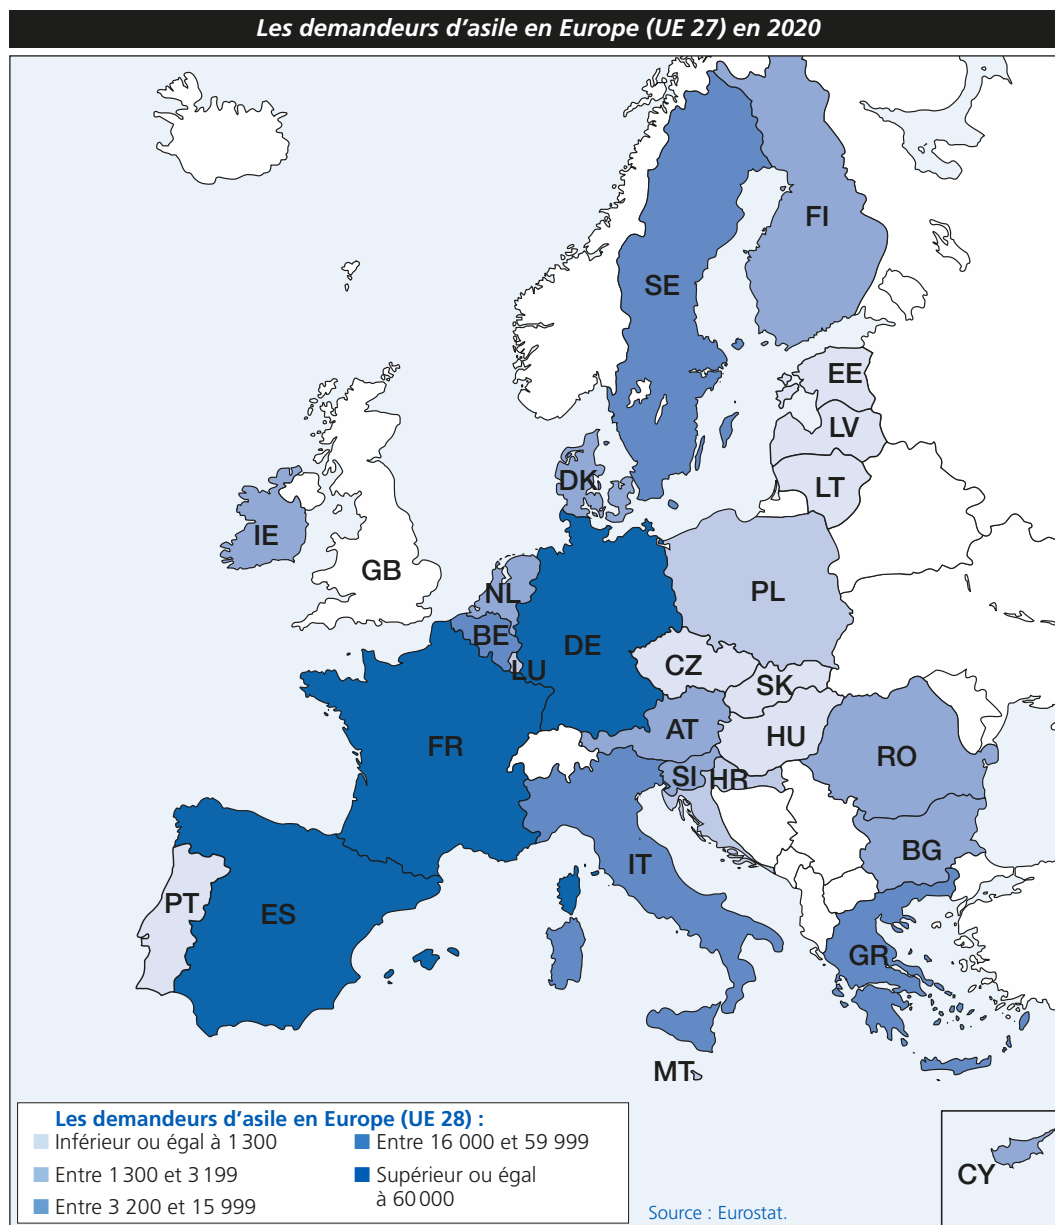 Les demandeurs d'asile en Europe (UE 27) en 2020
FI
SE
EE
LV
LT
DK
IE
GB
NL
PL
BE
DE
LU
CZ
SK
FR
AT
HU
RO
SI
HR
BG
IT
PT
ES
GR
MT
CY
Les demandeurs d'asile en Europe (UE 28) :
Inférieur ou égal à 1 300
Entre 1 300 et 3 199
Entre 3 200 et 15 999
Entre 16 000 et 59 999
Supérieur ou égal
à 60 000
Source : Eurostat.